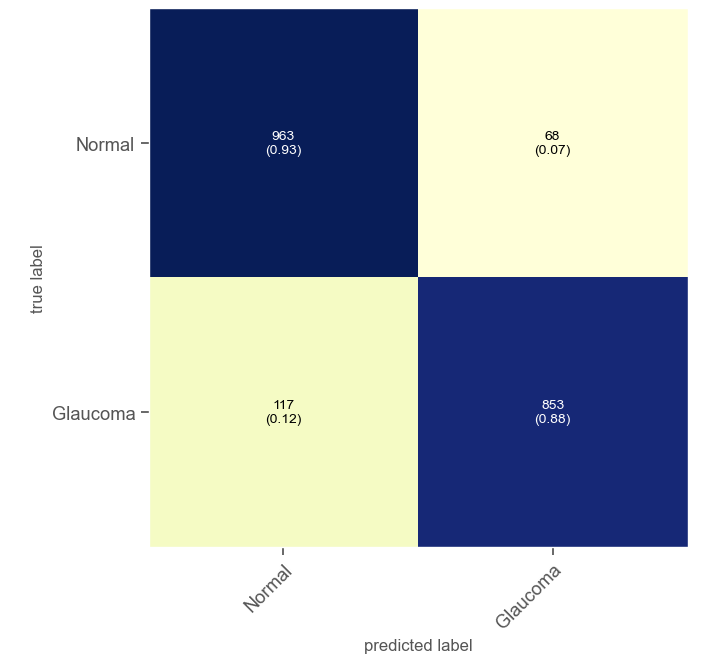 963
(0.93)
68
(0.07)
Normal
true label
117
(0.12)
853
(0.88)
Glaucoma
Normal
Glaucoma
predicted label